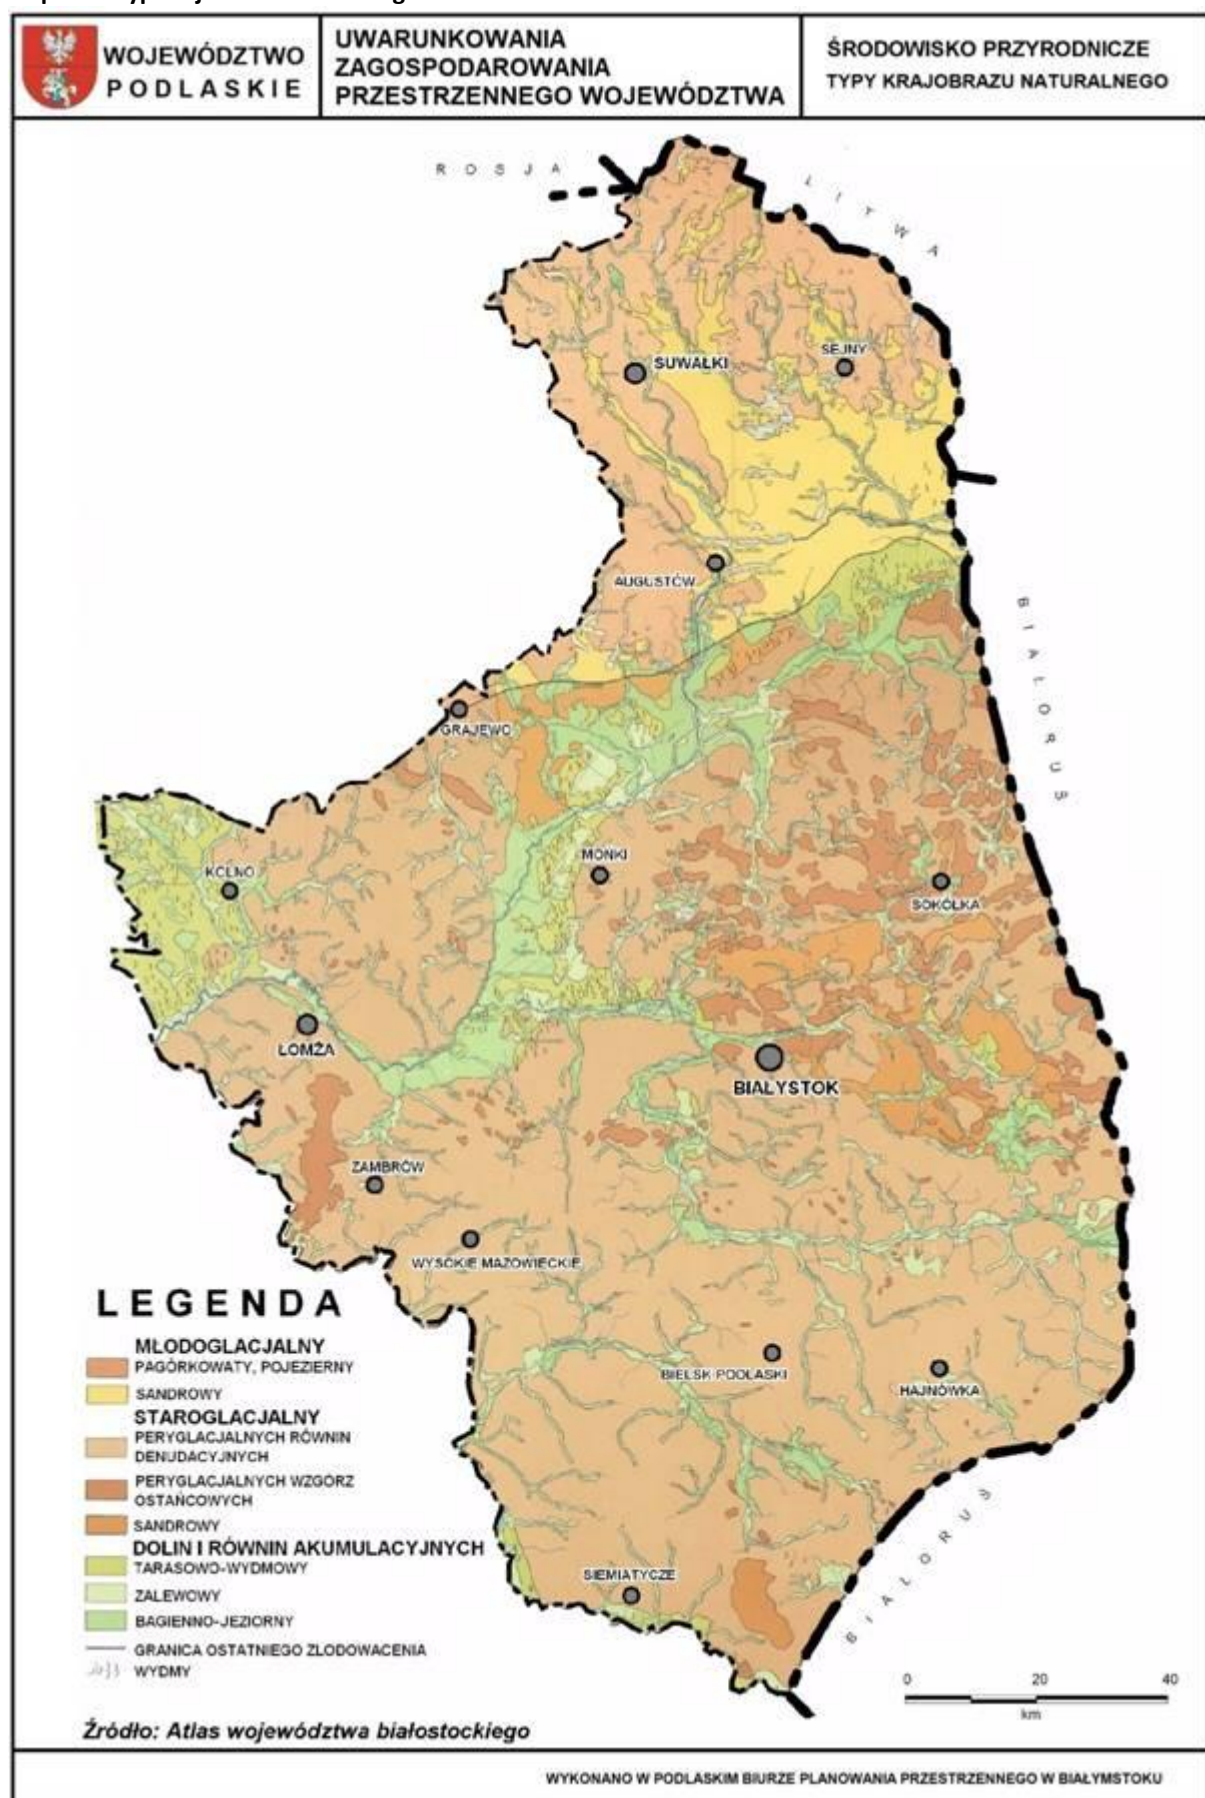 WOJEWÓDZTWO
PODLASKIE
UWARUNKOWANIA
ZAGOSPODAROWANIA
PRZESTRZENNEGO WOJEWÓDZTWA
ŚRODOWISKO PRZYRODNICZE
TYPY KRAJOBRAZU NATURALNEGO
ROSJA
LITWA
SUWAŁKI
SEJNY
AUGUSTÓW
BIAŁORUŚ
GRAJEWO
MOŃKI
KOLNO
SOKÓŁKA
ŁOMŻA
BIAŁYSTOK
ZAMBRÓW
WYSOKIE MAZOWIECKIE
BIELSK PODLASKI
HAJNÓWKA
BIAŁORUŚ
SIEMIATYCZE
LEGENDA
MŁODOGLACJALNY
PAGÓRKOWATY, POJEZIERNY
SANDROWY
STAROGLACJALNY
PERYGLACJALNYCH RÓWNIN
DENUDACYJNYCH
PERYGLACJALNYCH WZGÓRZ
OSTAŃCOWYCH
SANDROWY
DOLIN I RÓWNIN AKUMULACYJNYCH
TARASOWO-WYDMOWY
ZALEWOWY
BAGIENNO-JEZIORNY
GRANICA OSTATNIEGO ZLODOWACENIA
WYDMY
0 20 40
km
Źródło: Atlas województwa białostockiego
WYKONANO W PODLASKIM BIURZE PLANOWANIA PRZESTRZENNEGO W BIAŁYMSTOKU